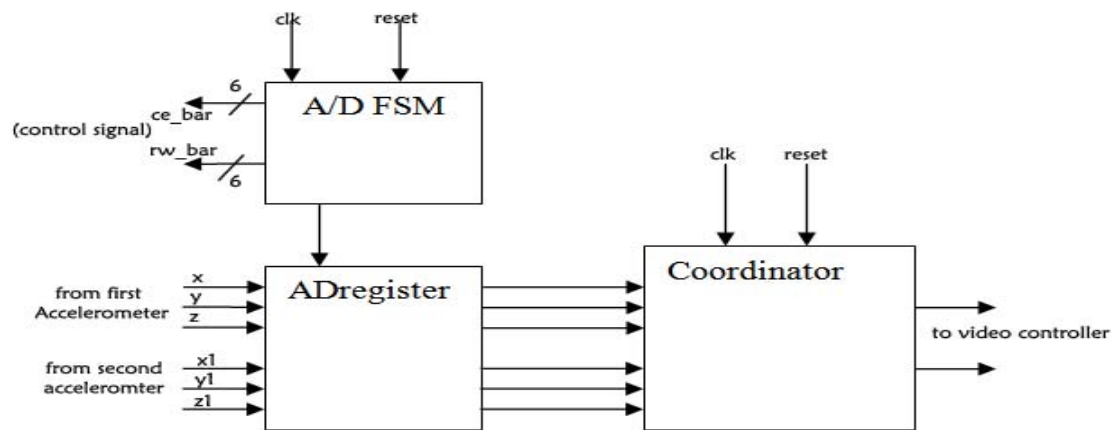 clk
reset
A/D FSM
6
ce_bar
(control signal)
rw_bar
6
clk
reset
ADregister
Coordinator
from first
Accelerometer
x
y
z
from second
acceleromter
x1
y1
z1
to video controller